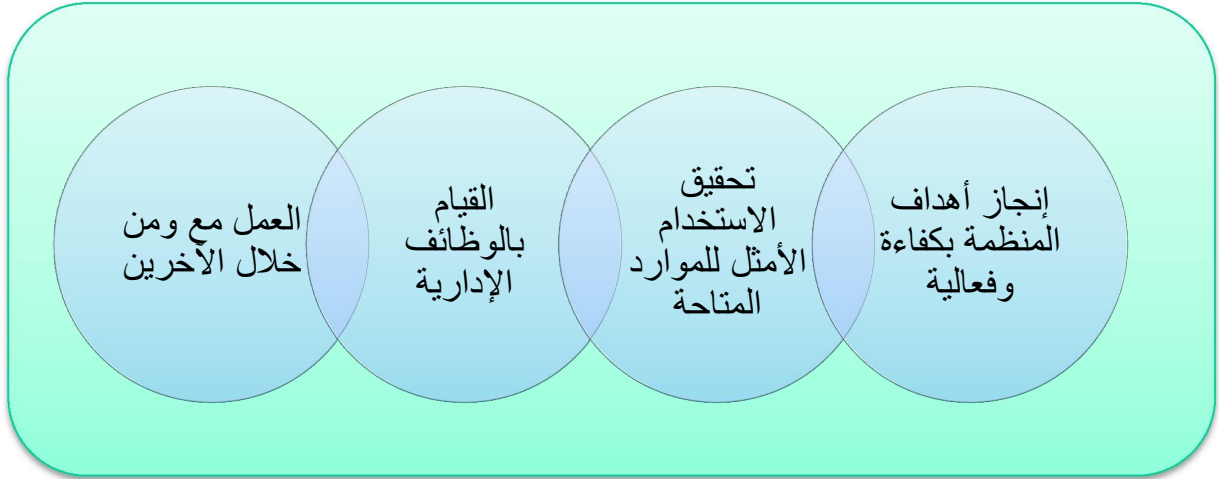 إنجاز أهداف
المنظمة بكفاءة
وفعالية
تحقيق
الاستخدام
الأمثل للموارد
المتاحة
القيام
بالوظائف
الإدارية
العمل مع ومن
خلال الآخرين